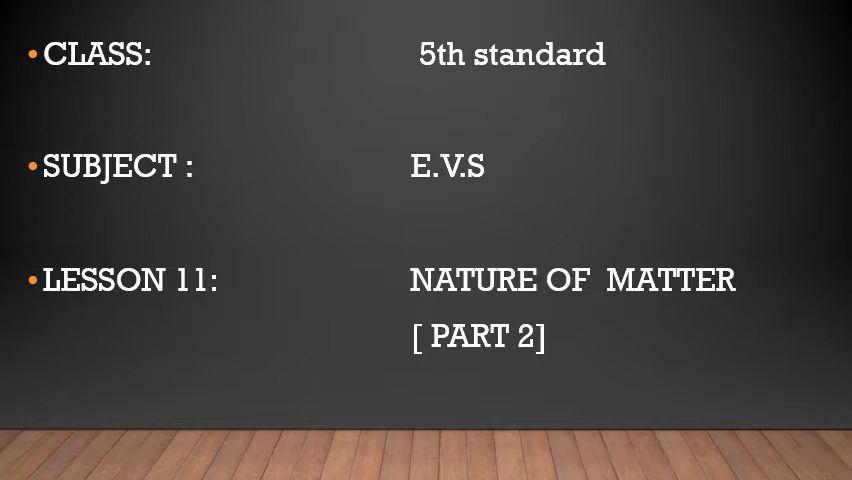 • CLASS: 5th standard
• SUBJECT : E.V.S
• LESSON 11: NATURE OF MATTER
[ PART 2]